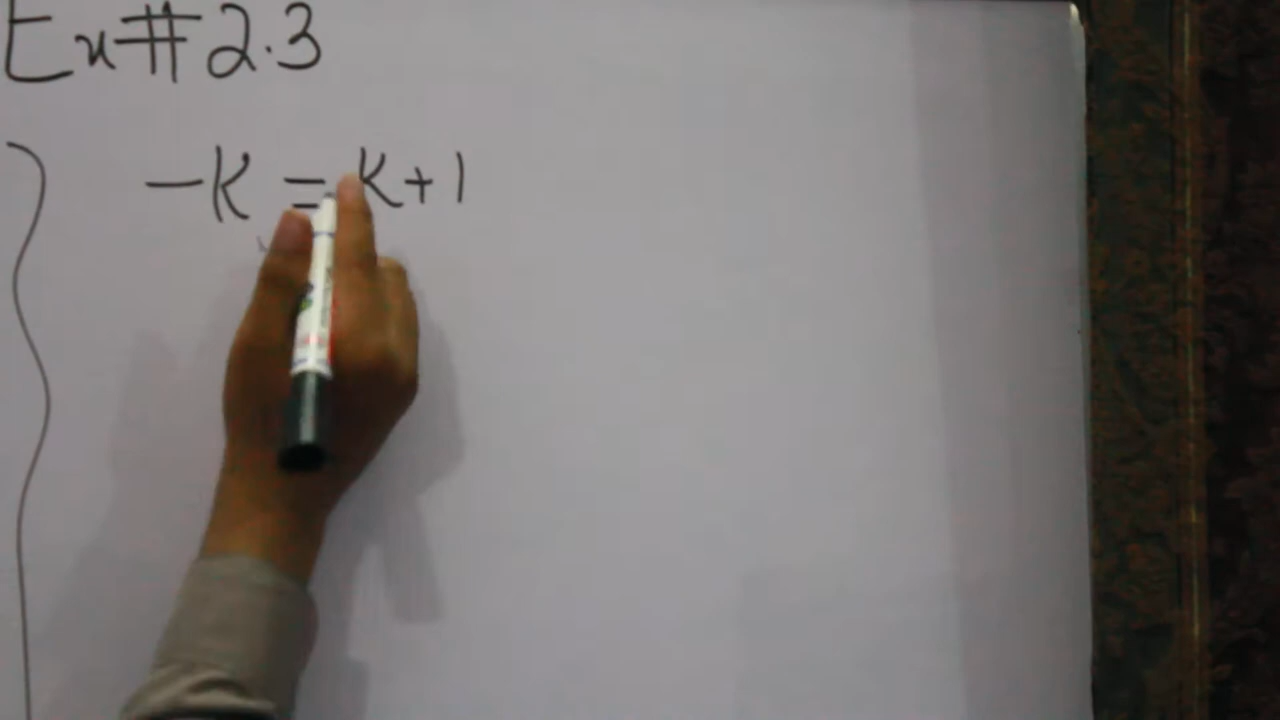 Ex#2.3
-K = K+1